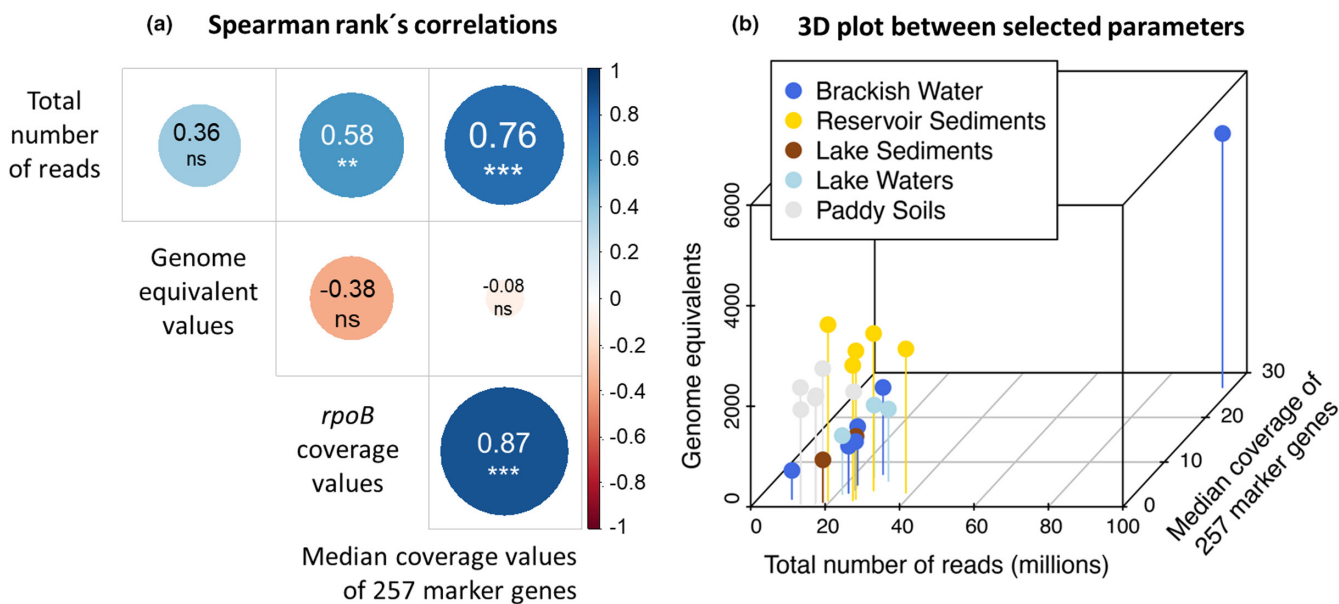 (a) Spearman rank´s correlations
Total
number
of reads
0.36
ns
0.58
**
0.76
***
Genome
equivalent
values
-0.38
ns
-0.08
ns
rpoB
coverage
values
0.87
***
Median coverage values
of 257 marker genes
1
0.8
0.6
0.4
0.2
0
-0.2
-0.4
-0.6
-0.8
-1
(b) 3D plot between selected parameters
Brackish Water
Reservoir Sediments
Lake Sediments
Lake Waters
Paddy Soils
Genome equivalents
6000
4000
2000
0
0 20 40 60 80 100
Total number of reads (millions)
30
20
10
0
Median coverage of
257 marker genes